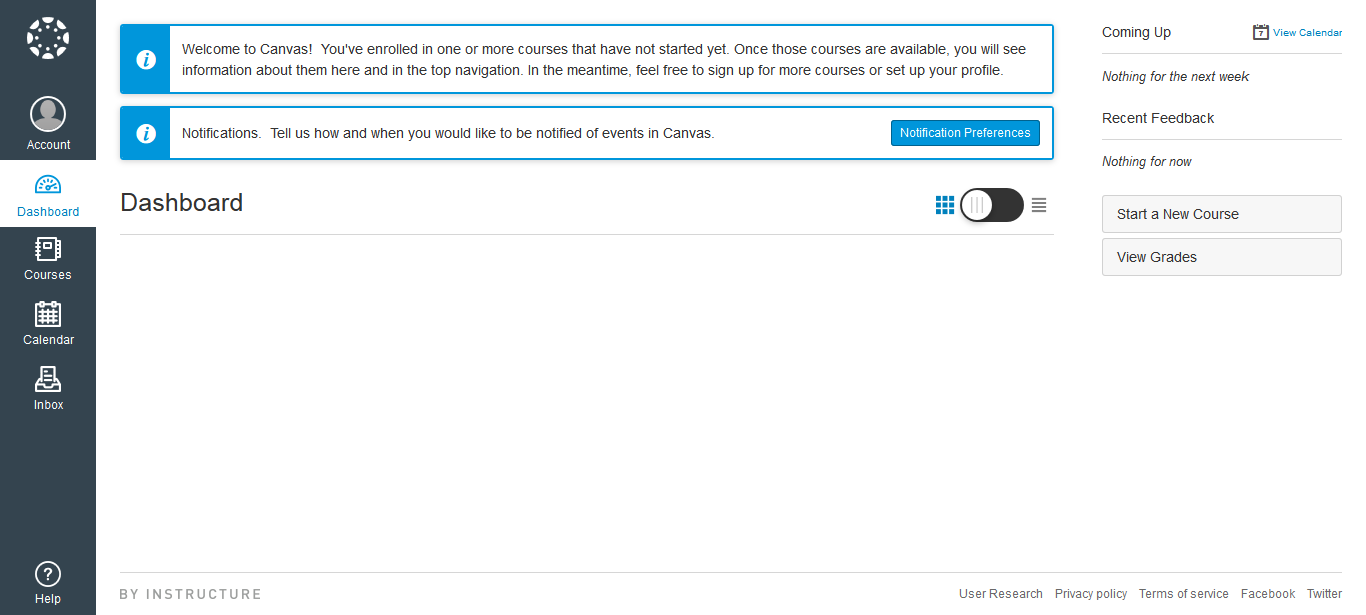 Account
Dashboard
Courses
Calendar
Inbox
Help
Welcome to Canvas!  You've enrolled in one or more courses that have not started yet. Once those courses are available, you will see
information about them here and in the top navigation. In the meantime, feel free to sign up for more courses or set up your profile.
Notifications.  Tell us how and when you would like to be notified of events in Canvas.
Notification Preferences
Dashboard
Coming Up
7
View Calendar
Nothing for the next week
Recent Feedback
Nothing for now
Start a New Course
View Grades
BY INSTRUCTURE
User Research
Privacy policy
Terms of service
Facebook
Twitter